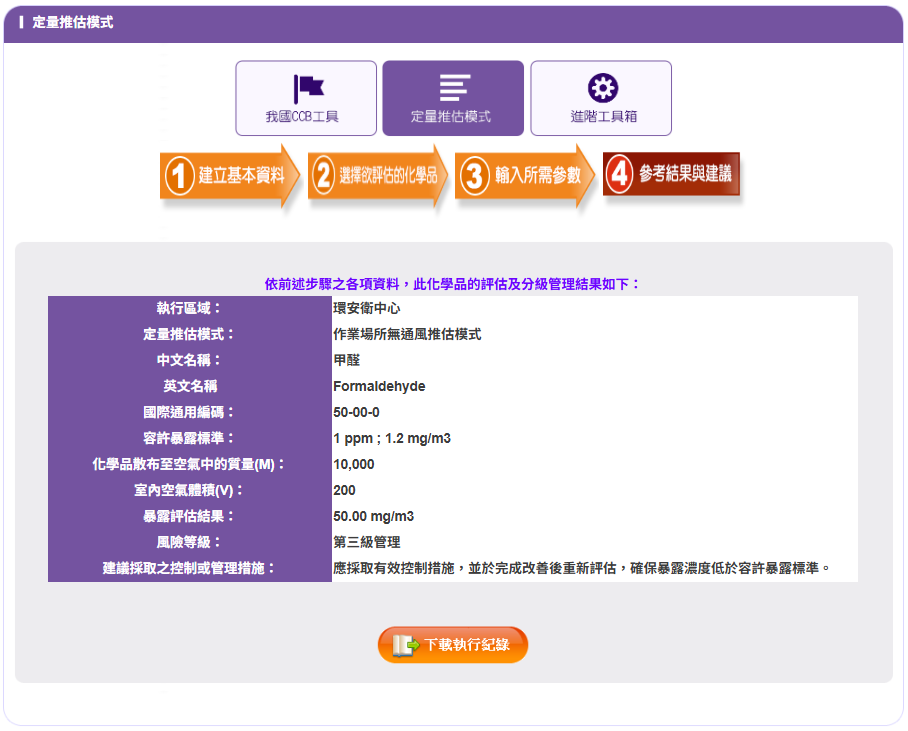 定量推估模式
我國CCB工具
定量推估模式
進階工具箱
1 建立基本資料
2 選擇欲評估的化學品
3 輸入所需參數
4 參考結果與建議
依前述步驟之各項資料，此化學品的評估及分級管理結果如下：
執行區域： 環安衛中心
定量推估模式： 作業場所無通風推估模式
中文名稱： 甲醛
英文名稱 Formaldehyde
國際通用編碼： 50-00-0
容許暴露標準： 1 ppm ; 1.2 mg/m3
化學品散布至空氣中的質量(M)： 10,000
室內空氣體積(V)： 200
暴露評估結果： 50.00 mg/m3
風險等級： 第三級管理
建議採取之控制或管理措施： 應採取有效控制措施，並於完成改善後重新評估，確保暴露濃度低於容許暴露標準。
下載執行紀錄